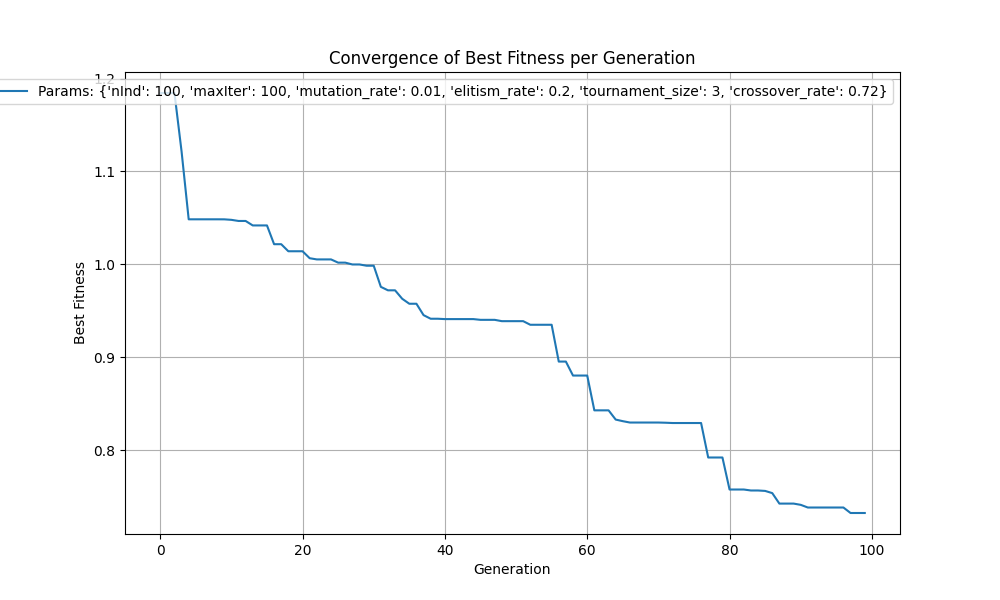 Convergence of Best Fitness per Generation
1.2
Params: {'nInd': 100, 'maxIter': 100, 'mutation_rate': 0.01, 'elitism_rate': 0.2, 'tournament_size': 3, 'crossover_rate': 0.72}
1.1
1.0
0.9
0.8
Best Fitness
0 20 40 60 80 100
Generation